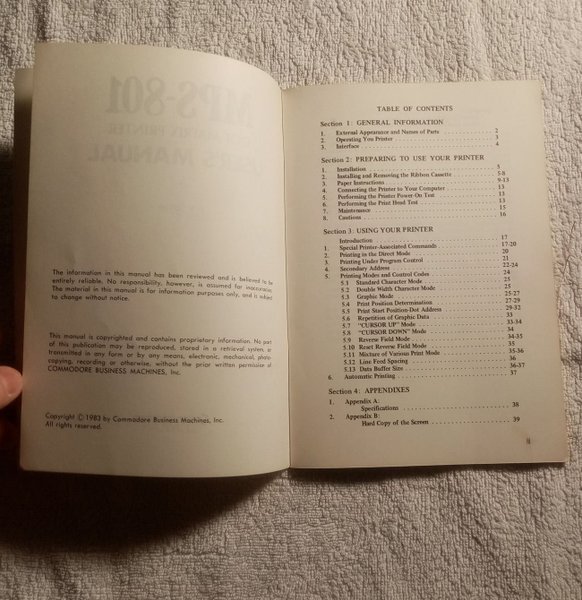 MPS-801
The information in this manual has been reviewed and is believed to be
entirely reliable. No responsibility, however, is assumed for inaccuracies.
The material in this manual is for information purposes only, and is subject
to change without notice.
This manual is copyrighted and contains proprietary information. No part
of this publication may be reproduced, stored in a retrieval system, or
transmitted in any form or by any means, electronic, mechanical, photo-
copying, recording or otherwise, without the prior written permission of
COMMODORE BUSINESS MACHINES, Inc.
Copyright © 1983 by Commodore Business Machines, Inc.
All rights reserved.
TABLE OF CONTENTS
Section 1: GENERAL INFORMATION
1. External Appearance and Names of Parts 2
2. Operating You Printer 3
3. Interface 4
Section 2: PREPARING TO USE YOUR PRINTER
1. Installation 5
2. Installing and Removing the Ribbon Cassette 5-8
3. Paper Instructions 9-13
4. Connecting the Printer to Your Computer 13
5. Performing the Printer Power-On Test 13
6. Performing the Print Head Test 13
7. Maintenance 15
8. Cautions 16
Section 3: USING YOUR PRINTER
Introduction 17
1. Special Printer-Associated Commands 17-20
2. Printing in the Direct Mode 20
3. Printing Under Program Control 21
4. Secondary Address 22-24
5. Printing Modes and Control Codes 24
5.1 Standard Character Mode 25
5.2 Double Width Character Mode 25
5.3 Graphic Mode 25-27
5.4 Print Position Determination 27-29
5.5 Print Start Position-Dot Address 29-32
5.6 Repetition of Graphic Data 33
5.7 "CURSOR UP" Mode 33-34
5.8 "CURSOR DOWN" Mode 34
5.9 Reverse Field Mode 34-35
5.10 Reset Reverse Field Mode 35
5.11 Mixture of Various Print Mode 35-36
5.12 Line Feed Spacing 36
5.13 Data Buffer Size 36-37
6. Automatic Printing 37
Section 4: APPENDIXES
1. Appendix A:
Specifications 38
2. Appendix B:
Hard Copy of the Screen 39